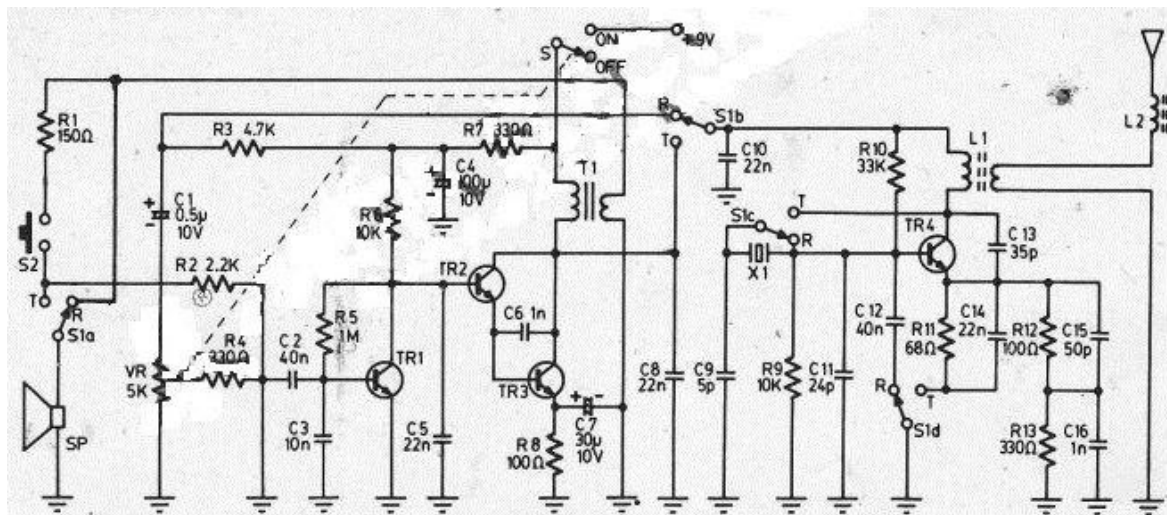 ON
+9V
S
OFF
R1
150Ω
R3 4.7K
R7 330Ω
R
S1b
L2
T
C10
22n
R10
33K
L1
C4
100µ
10V
T1
C1
0.5µ
10V
R6
10K
S1c
T
R
X1
TR4
C13
35p
S2
R2 2.2K
TR2
T
R
S1a
R5
1M
C6 1n
C12
40n
R11
68Ω
C14
22n
R12
100Ω
C15
50p
VR
5K
R4
330Ω
C2
40n
TR1
TR3
C8
22n
C9
5p
R9
10K
C11
24p
R
T
SP
C3
10n
C5
22n
R8
100Ω
C7
30µ
10V
S1d
R13
330Ω
C16
1n